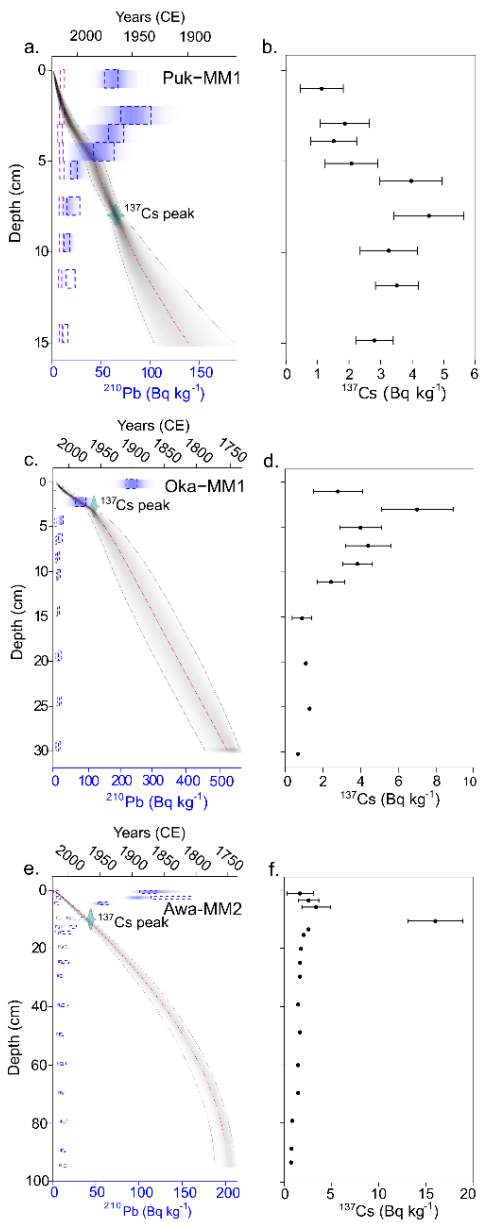 Years (CE)
2000 1950 1900
a.
Puk−MM1
0
5
10
15
Depth (cm)
137Cs peak
0 50 100 150
210Pb (Bq kg-1)
b.
0 1 2 3 4 5 6
137Cs (Bq kg-1)
Years (CE)
2000 1950 1900 1850 1800 1750
c.
Oka−MM1
0
5
10
15
20
25
30
Depth (cm)
137Cs peak
0 100 200 300 400 500
210Pb (Bq kg-1)
d.
0 2 4 6 8 10
137Cs (Bq kg-1)
Years (CE)
2000 1950 1900 1850 1800 1750
e.
Awa−MM2
0
20
40
60
80
100
Depth (cm)
137Cs peak
0 50 100 150 200
210Pb (Bq kg-1)
f.
0 5 10 15 20
137Cs (Bq kg-1)